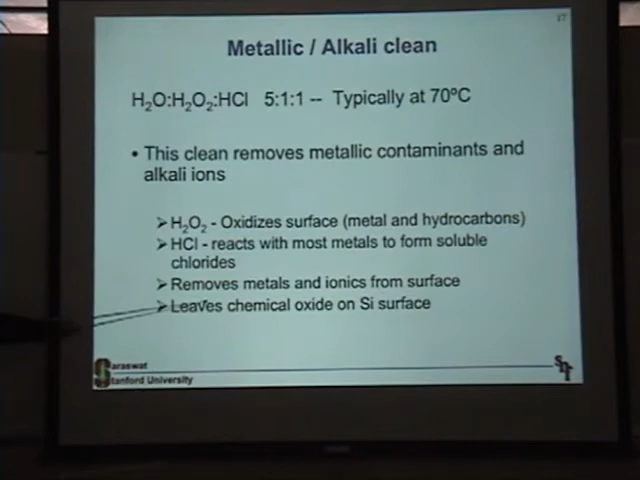 17
Metallic / Alkali clean
H₂O:H₂O₂:HCl 5:1:1 -- Typically at 70ºC
• This clean removes metallic contaminants and
alkali ions
➢ H₂O₂ - Oxidizes surface (metal and hydrocarbons)
➢ HCl - reacts with most metals to form soluble
chlorides
➢ Removes metals and ionics from surface
➢ Leaves chemical oxide on Si surface
Saraswat
Stanford University